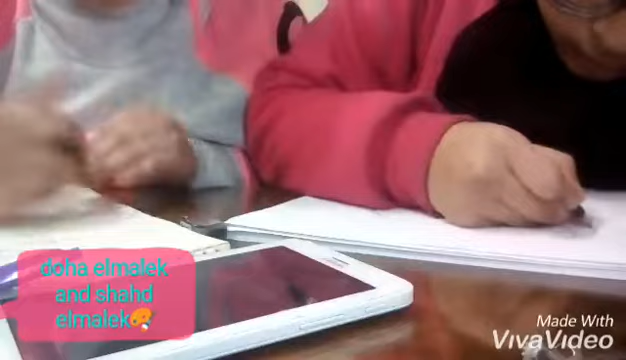 doha elmalek
and shahd
elmalek🎨
Made With
VivaVideo